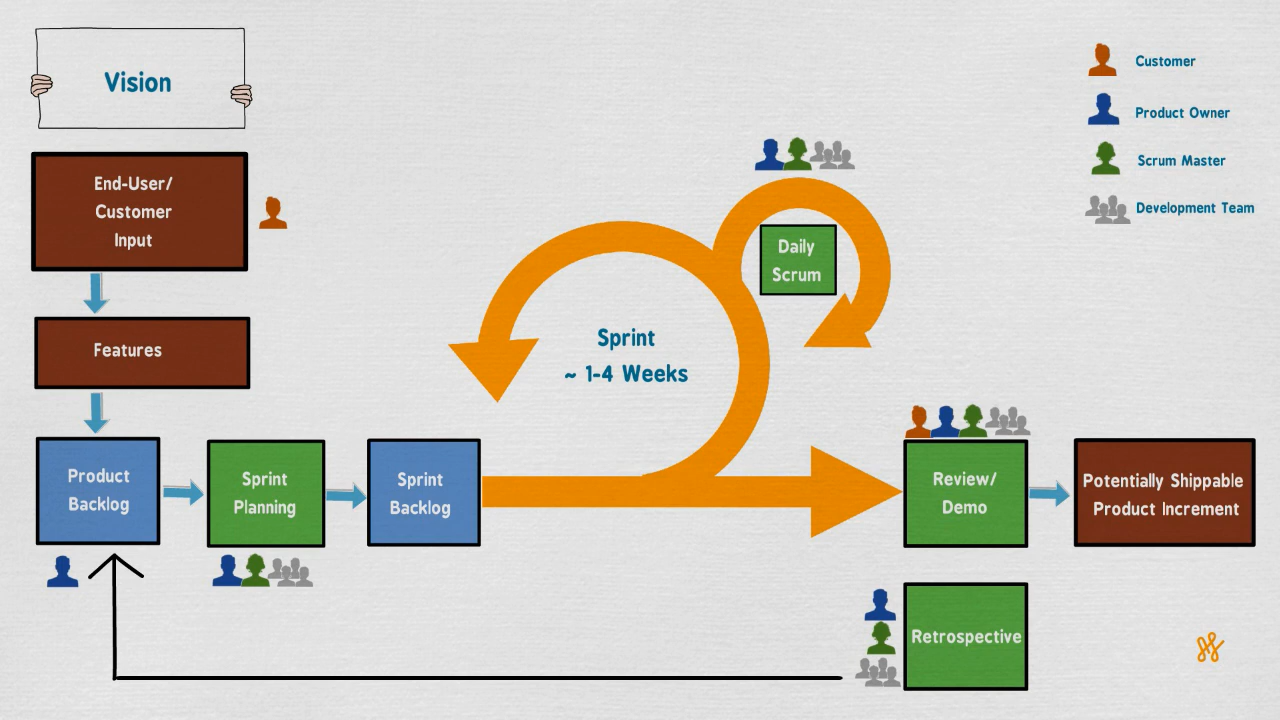 Vision
End-User/
Customer
Input
Features
Product
Backlog
Sprint
Planning
Sprint
Backlog
Sprint
~ 1-4 Weeks
Daily
Scrum
Review/
Demo
Potentially Shippable
Product Increment
Retrospective
Customer
Product Owner
Scrum Master
Development Team